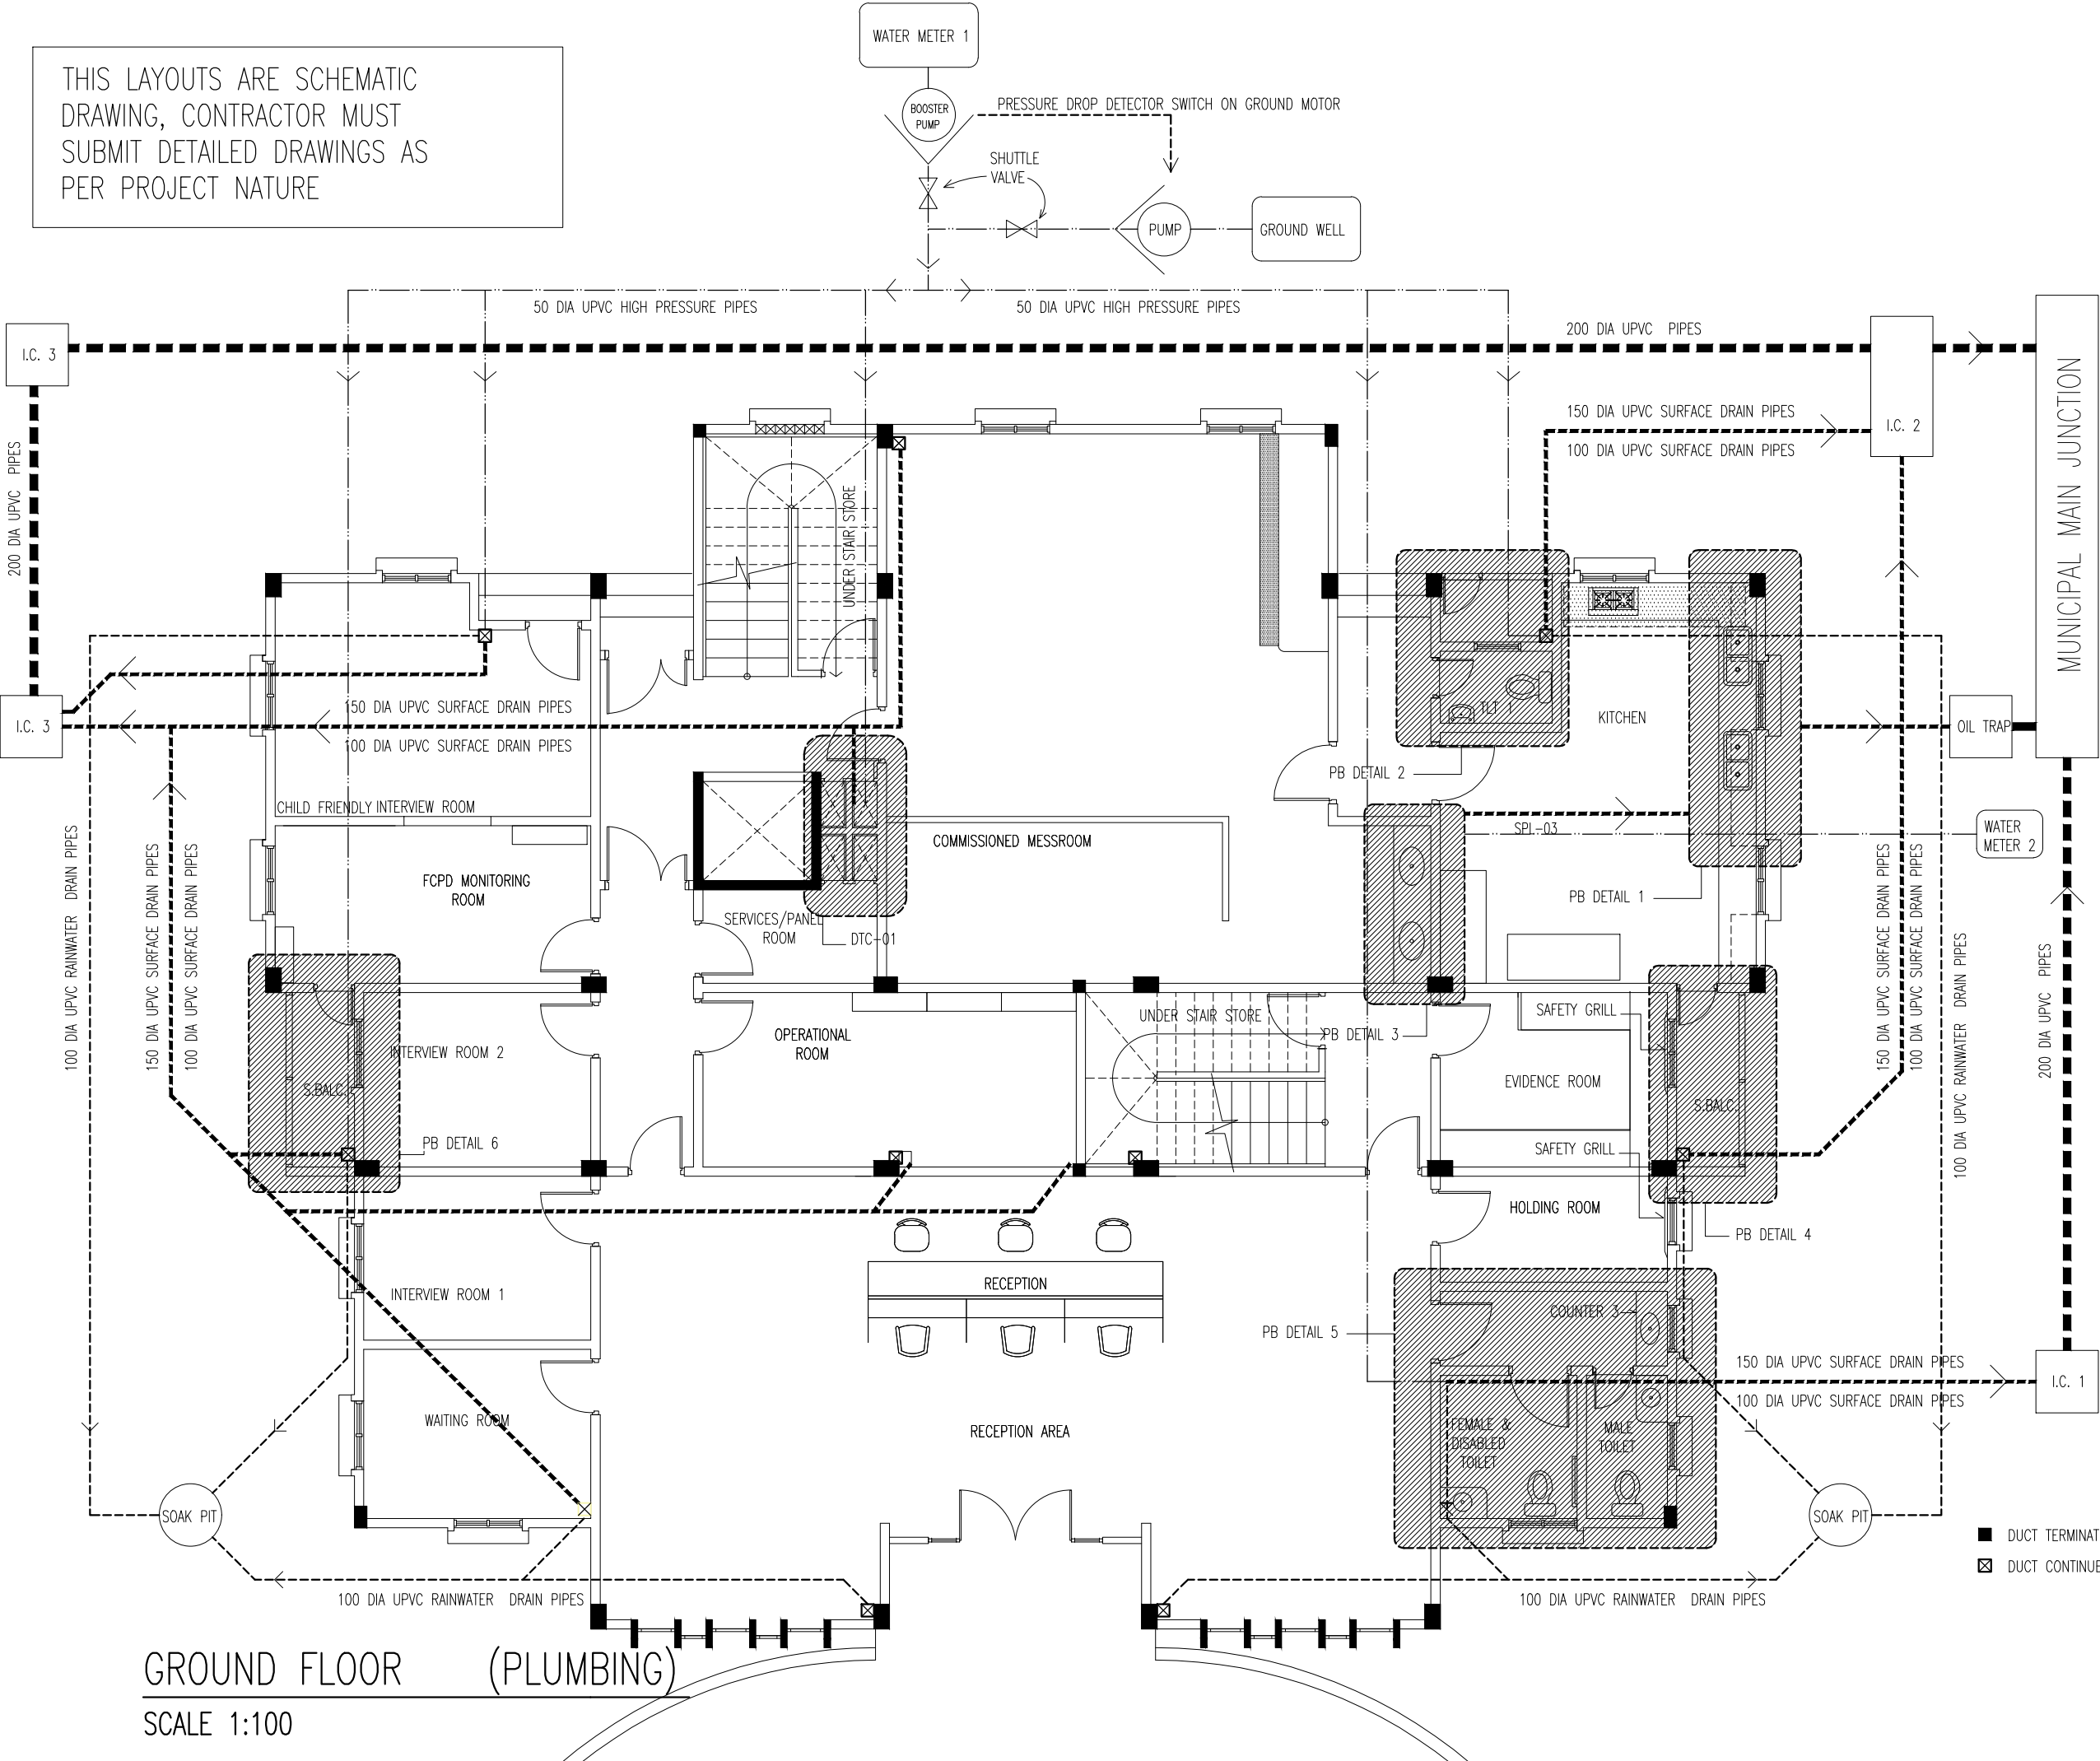 WATER METER 1
THIS LAYOUTS ARE SCHEMATIC
DRAWING, CONTRACTOR MUST
SUBMIT DETAILED DRAWINGS AS
PER PROJECT NATURE
BOOSTER
PUMP
PRESSURE DROP DETECTOR SWITCH ON GROUND MOTOR
SHUTTLE
VALVE
PUMP
GROUND WELL
50 DIA UPVC HIGH PRESSURE PIPES
50 DIA UPVC HIGH PRESSURE PIPES
200 DIA UPVC PIPES
I.C. 3
I.C. 2
MUNICIPAL MAIN JUNCTION
150 DIA UPVC SURFACE DRAIN PIPES
100 DIA UPVC SURFACE DRAIN PIPES
200 DIA UPVC PIPES
UNDER STAIR STORE
I.C. 3
150 DIA UPVC SURFACE DRAIN PIPES
100 DIA UPVC SURFACE DRAIN PIPES
TLT 1
KITCHEN
OIL TRAP
PB DETAIL 2
CHILD FRIENDLY INTERVIEW ROOM
COMMISSIONED MESSROOM
SPL-03
WATER
METER 2
FCPD MONITORING
ROOM
PB DETAIL 1
SERVICES/PANEL
ROOM
DTC-01
100 DIA UPVC RAINWATER DRAIN PIPES
150 DIA UPVC SURFACE DRAIN PIPES
100 DIA UPVC SURFACE DRAIN PIPES
150 DIA UPVC SURFACE DRAIN PIPES
100 DIA UPVC SURFACE DRAIN PIPES
100 DIA UPVC RAINWATER DRAIN PIPES
200 DIA UPVC PIPES
OPERATIONAL
ROOM
UNDER STAIR STORE
PB DETAIL 3
SAFETY GRILL
INTERVIEW ROOM 2
EVIDENCE ROOM
S.BALC.
S.BALC.
PB DETAIL 6
SAFETY GRILL
HOLDING ROOM
PB DETAIL 4
RECEPTION
INTERVIEW ROOM 1
COUNTER 3
PB DETAIL 5
150 DIA UPVC SURFACE DRAIN PIPES
100 DIA UPVC SURFACE DRAIN PIPES
I.C. 1
WAITING ROOM
RECEPTION AREA
FEMALE &
DISABLED
TOILET
MALE
TOILET
SOAK PIT
SOAK PIT
DUCT TERMINAT
DUCT CONTINUE
100 DIA UPVC RAINWATER DRAIN PIPES
100 DIA UPVC RAINWATER DRAIN PIPES
GROUND FLOOR (PLUMBING)
SCALE 1:100